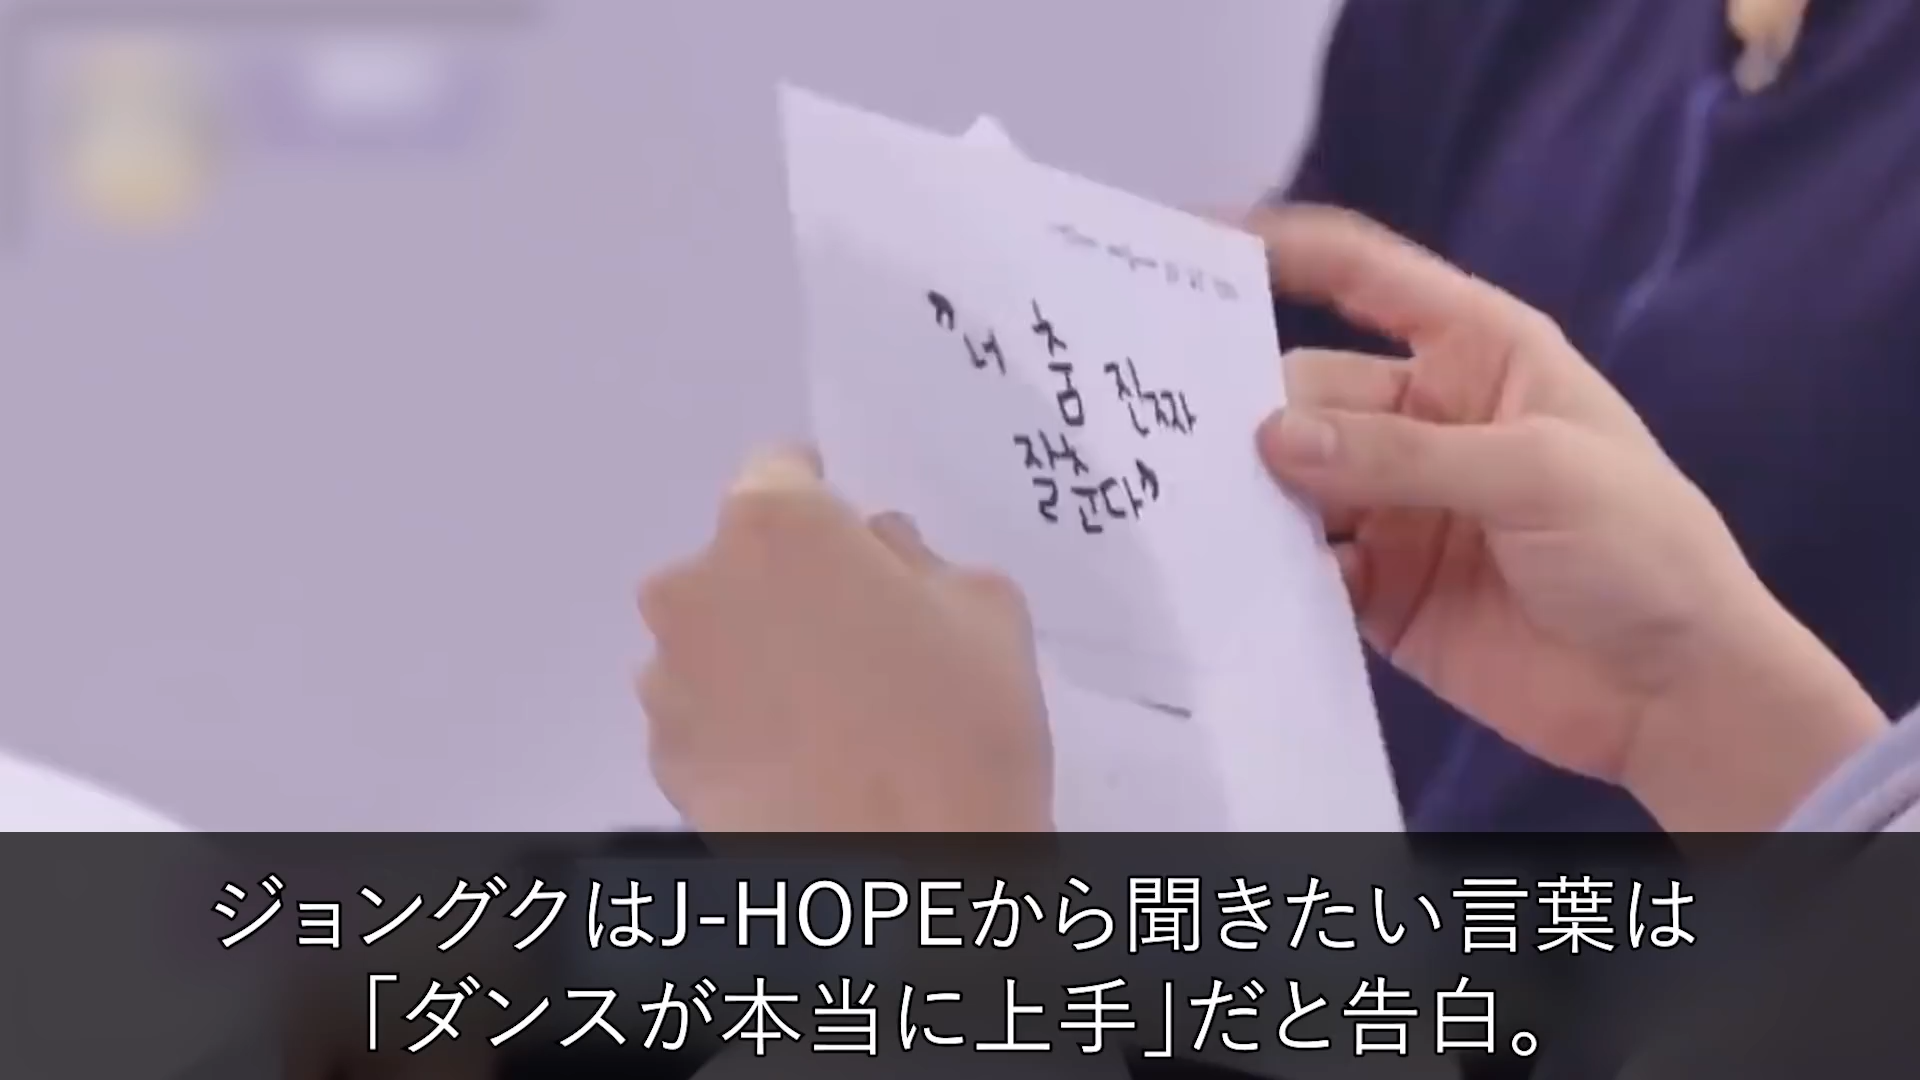 "너 춤 진짜
잘 춘다"
ジョングクはJ-HOPEから聞きたい言葉は
「ダンスが本当に上手」だと告白。